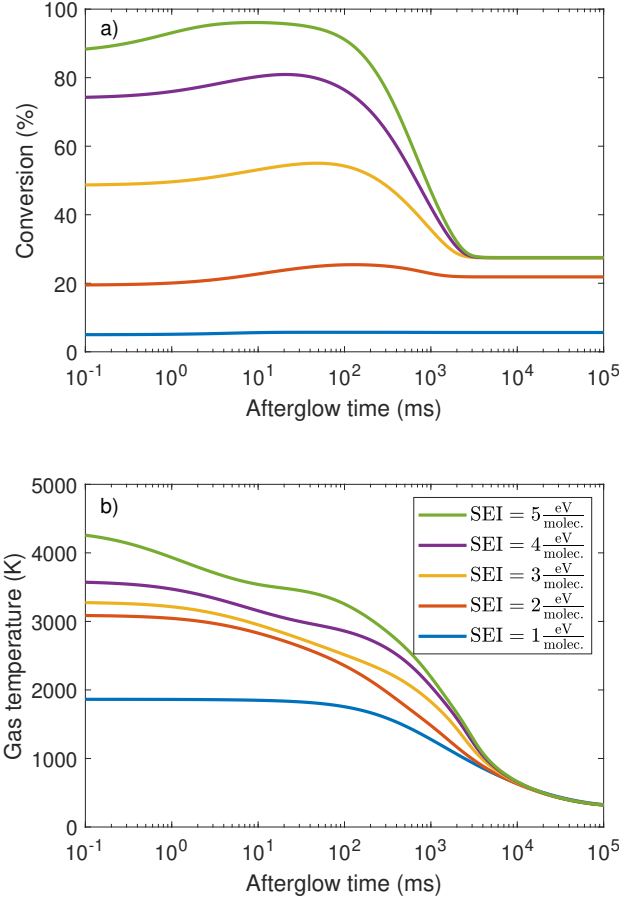 a)
100
80
60
40
20
0
Conversion (%)
10^-1 10^0 10^1 10^2 10^3 10^4 10^5
Afterglow time (ms)
b)
5000
4000
3000
2000
1000
0
Gas temperature (K)
SEI = 5 eV/molec.
SEI = 4 eV/molec.
SEI = 3 eV/molec.
SEI = 2 eV/molec.
SEI = 1 eV/molec.
10^-1 10^0 10^1 10^2 10^3 10^4 10^5
Afterglow time (ms)